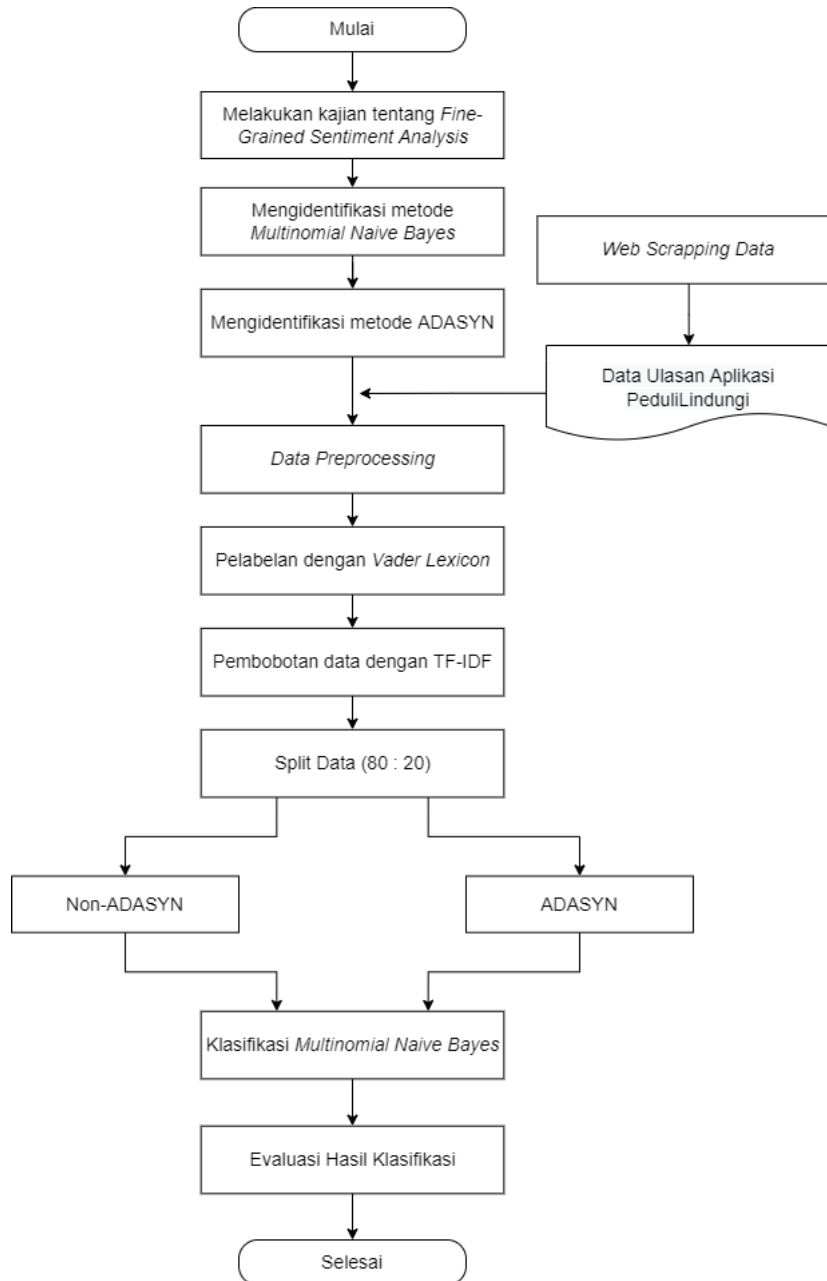 Mulai
Melakukan kajian tentang Fine-
Grained Sentiment Analysis
Mengidentifikasi metode
Multinomial Naive Bayes
Web Scrapping Data
Mengidentifikasi metode ADASYN
Data Ulasan Aplikasi
PeduliLindungi
Data Preprocessing
Pelabelan dengan Vader Lexicon
Pembobotan data dengan TF-IDF
Split Data (80 : 20)
Non-ADASYN
ADASYN
Klasifikasi Multinomial Naive Bayes
Evaluasi Hasil Klasifikasi
Selesai